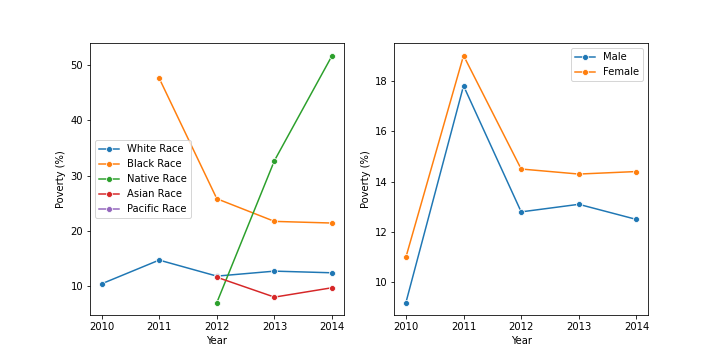 50
40
30
20
10
Poverty (%)
White Race
Black Race
Native Race
Asian Race
Pacific Race
2010 2011 2012 2013 2014
Year
18
16
14
12
10
Poverty (%)
Male
Female
2010 2011 2012 2013 2014
Year